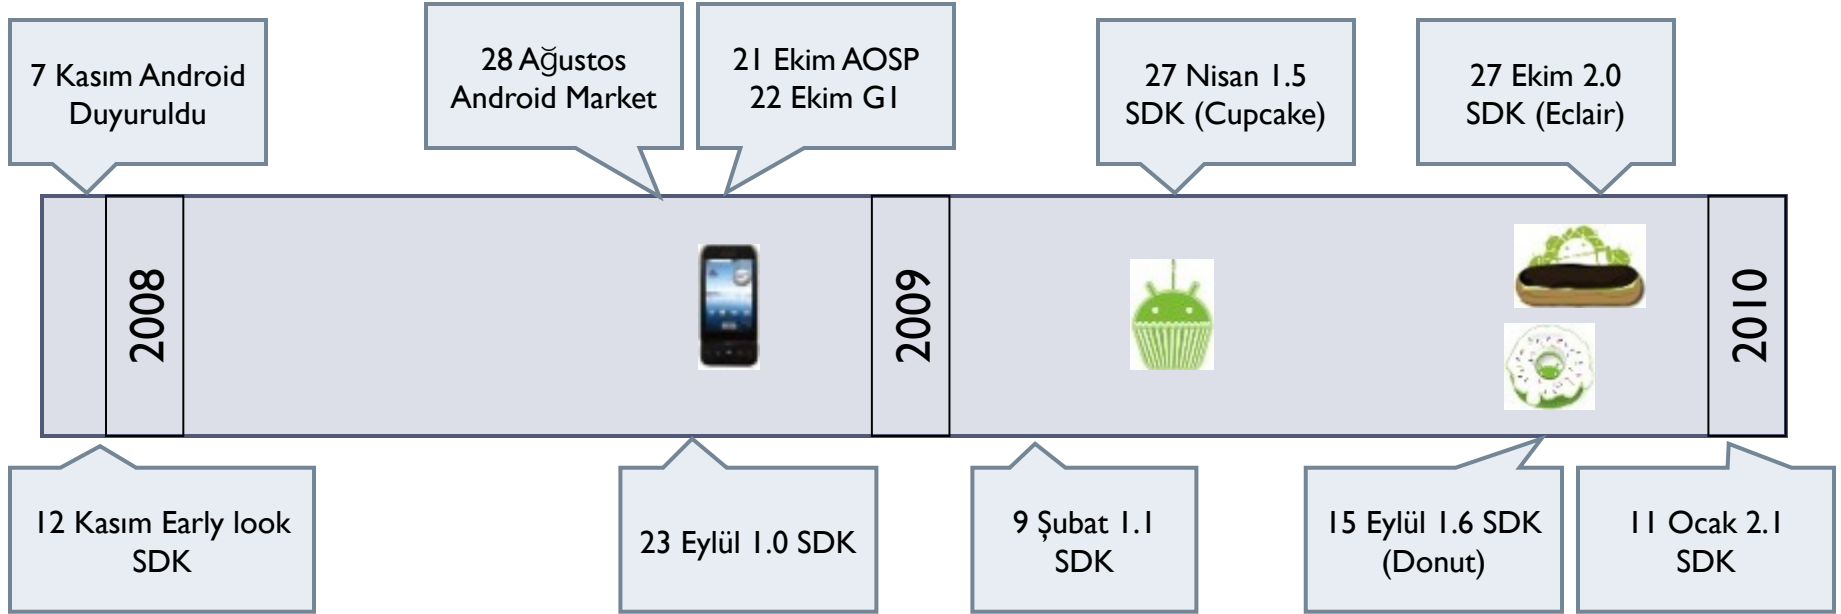 7 Kasım Android
Duyuruldu
28 Ağustos
Android Market
21 Ekim AOSP
22 Ekim G1
27 Nisan 1.5
SDK (Cupcake)
27 Ekim 2.0
SDK (Eclair)
2008
2009
2010
12 Kasım Early look
SDK
23 Eylül 1.0 SDK
9 Şubat 1.1
SDK
15 Eylül 1.6 SDK
(Donut)
11 Ocak 2.1
SDK